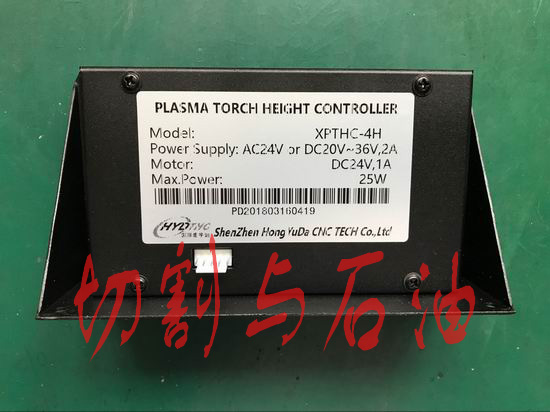 PLASMA TORCH HEIGHT CONTROLLER
Model: XPTHC-4H
Power Supply: AC24V or DC20V~36V,2A
Motor: DC24V,1A
Max.Power: 25W
PD201803160419
ShenZhen Hong YuDa CNC TECH Co.,Ltd
切割与石油